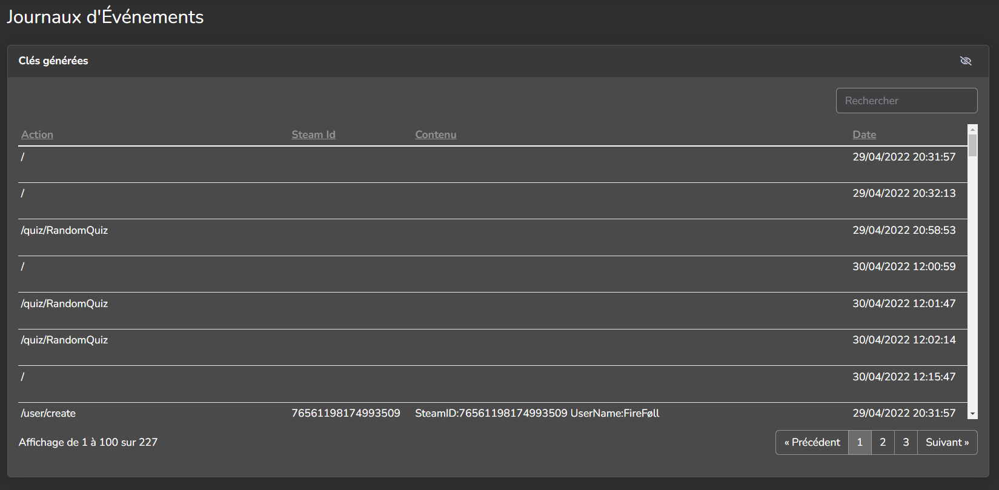 Journaux d'Événements
Clés générées
Rechercher
Action Steam Id Contenu Date
/ 29/04/2022 20:31:57
/ 29/04/2022 20:32:13
/quiz/RandomQuiz 29/04/2022 20:58:53
/ 30/04/2022 12:00:59
/quiz/RandomQuiz 30/04/2022 12:01:47
/quiz/RandomQuiz 30/04/2022 12:02:14
/ 30/04/2022 12:15:47
/user/create 76561198174993509 SteamID:76561198174993509 UserName:FireFøll 29/04/2022 20:31:57
Affichage de 1 à 100 sur 227 « Précédent 1 2 3 Suivant »